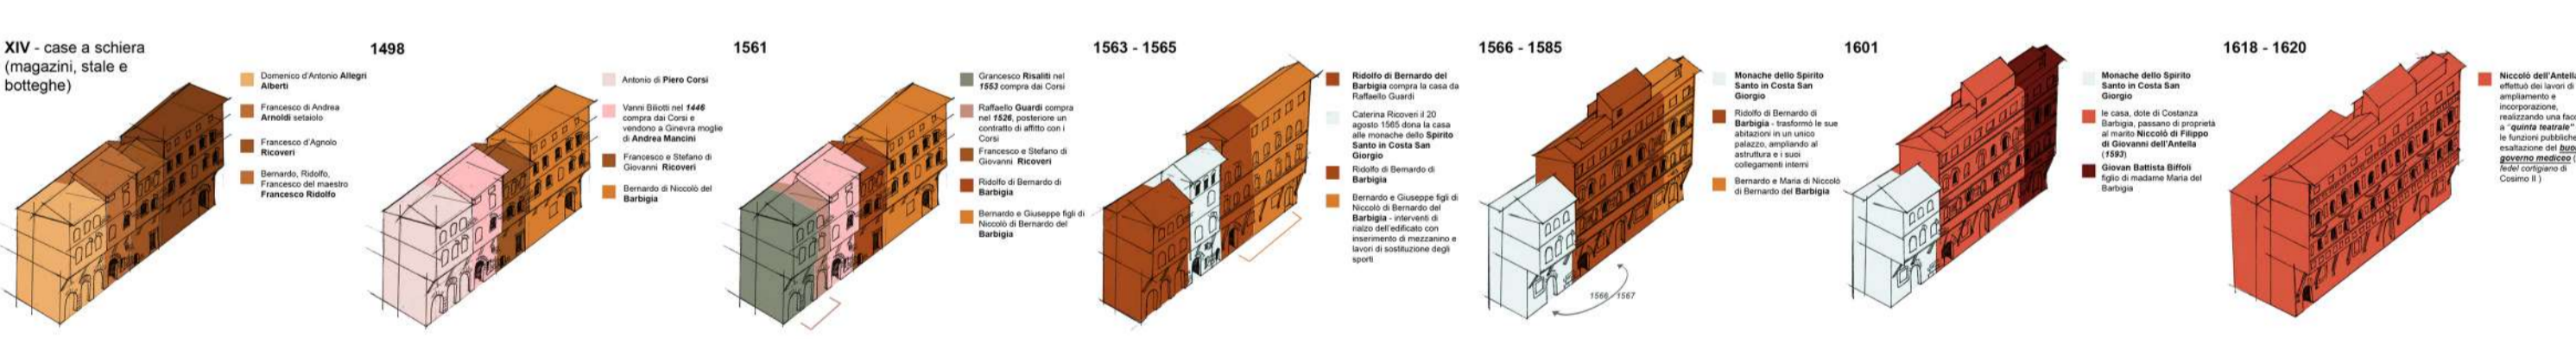 XIV - case a schiera
(magazini, stale e
botteghe)
Domenico d'Antonio Allegri
Alberti
Francesco di Andrea
Arnoldi setaiolo
Francesco d'Agnolo
Ricoveri
Bernardo, Ridolfo,
Francesco del maestro
Francesco Ridolfo
1498
Antonio di Piero Corsi
Vanni Biliotti nel 1446
compra dai Corsi e
vendono a Ginevra moglie
di Andrea Mancini
Francesco e Stefano di
Giovanni Ricoveri
Bernardo di Niccolò del
Barbigia
1561
Grancesco Risaliti nel
1553 compra dai Corsi
Raffaello Guardi compra
nel 1526, posteriore un
contratto di affitto con i
Corsi
Francesco e Stefano di
Giovanni Ricoveri
Ridolfo di Bernardo di
Barbigia
Bernardo e Giuseppe figli di
Niccolò di Bernardo del
Barbigia
1563 - 1565
Ridolfo di Bernardo del
Barbigia compra la casa da
Raffaello Guardi
Caterina Ricoveri il 20
agosto 1565 dona la casa
alle monache dello Spirito
Santo in Costa San
Giorgio
Ridolfo di Bernardo di
Barbigia
Bernardo e Giuseppe figli di
Niccolò di Bernardo del
Barbigia - interventi di
rialzo dell'edificato con
inserimento di mezzanino e
lavori di sostituzione degli
sporti
1566 - 1585
Monache dello Spirito
Santo in Costa San
Giorgio
Ridolfo di Bernardo di
Barbigia - trasformò le sue
abitazioni in un unico
palazzo, ampliando al
astruttura e i suoi
collegamenti interni
Bernardo e Maria di Niccolò
di Bernardo del Barbigia
1566 1567
1601
Monache dello Spirito
Santo in Costa San
Giorgio
le casa, dote di Costanza
Barbigia, passano di proprietà
al marito Niccolò di Filippo
di Giovanni dell'Antella
(1593)
Giovan Battista Biffoli
figlio di madame Maria del
Barbigia
1618 - 1620
Niccolò dell'Antella
effettuò dei lavori di
ampliamento e
incorporazione,
realizzando una
a "quinta teatrale"
le funzioni pubbliche
esaltazione del
governo mediceo
fedel cortigiano di
Cosimo II )